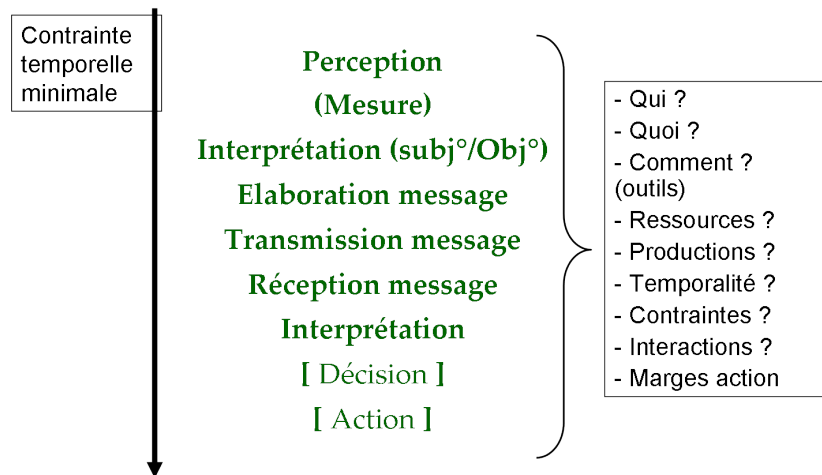 Contrainte
temporelle
minimale
Perception
(Mesure)
Interprétation (subj°/Obj°)
Elaboration message
Transmission message
Réception message
Interprétation
[ Décision ]
[ Action ]
- Qui ?
- Quoi ?
- Comment ?
(outils)
- Ressources ?
- Productions ?
- Temporalité ?
- Contraintes ?
- Interactions ?
- Marges action